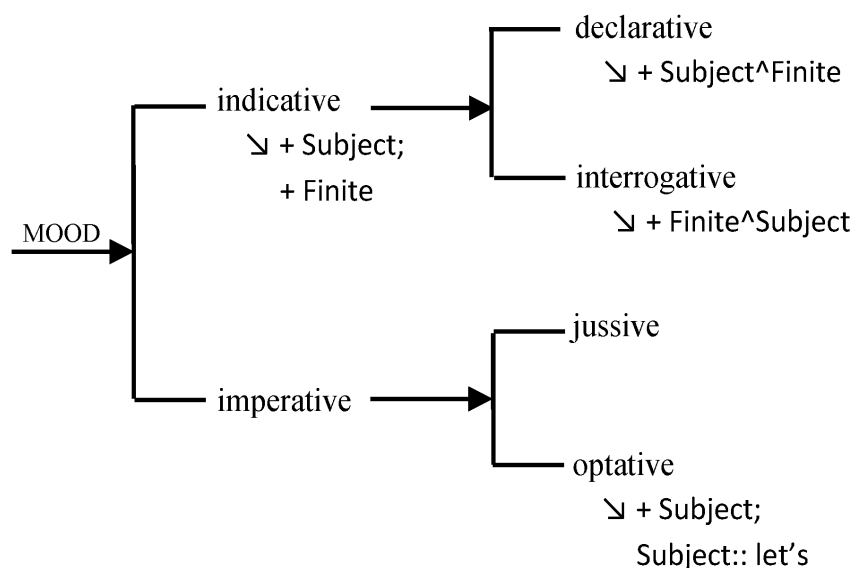 declarative
↘ + Subject^Finite
indicative
↘ + Subject;
+ Finite
interrogative
↘ + Finite^Subject
MOOD
jussive
imperative
optative
↘ + Subject;
Subject:: let's